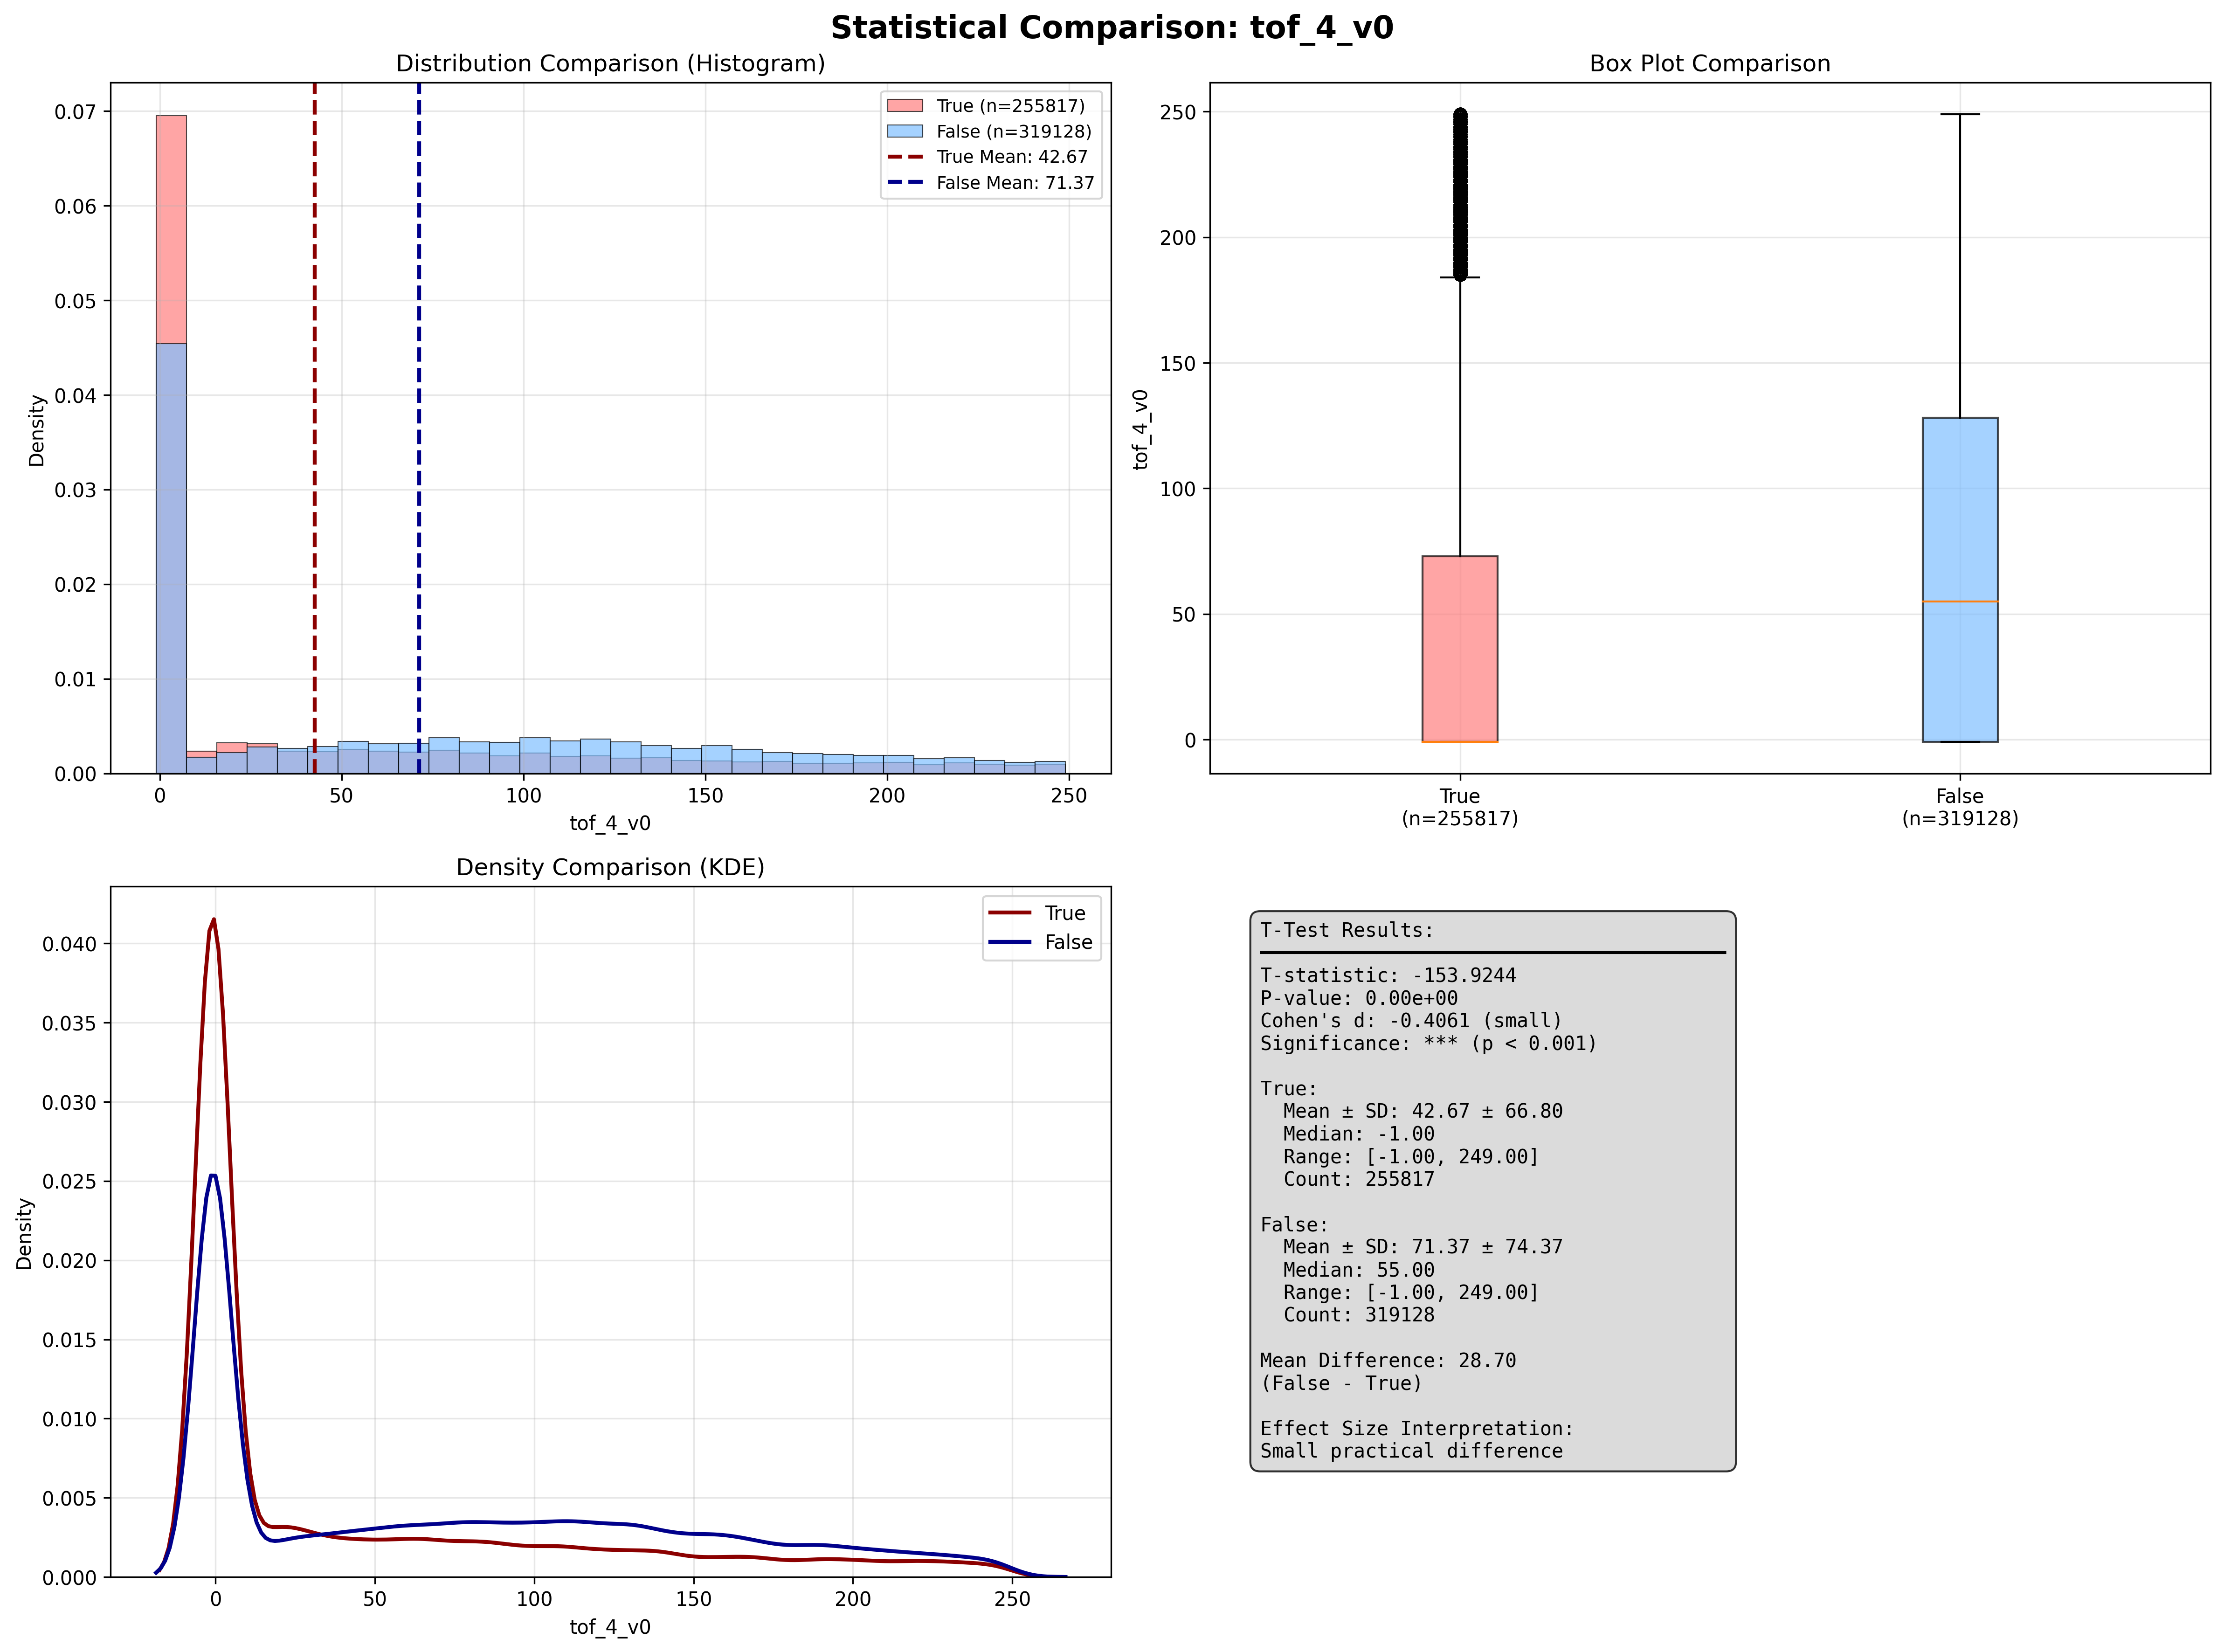 Statistical Comparison: tof_4_v0
Distribution Comparison (Histogram)
0.07
0.06
0.05
0.04
0.03
0.02
0.01
0.00
Density
0
50
100
150
200
250
tof_4_v0
True (n=255817)
False (n=319128)
True Mean: 42.67
False Mean: 71.37
Box Plot Comparison
250
200
150
100
50
0
tof_4_v0
True
(n=255817)
False
(n=319128)
Density Comparison (KDE)
0.040
0.035
0.030
0.025
0.020
0.015
0.010
0.005
0.000
Density
0
50
100
150
200
250
tof_4_v0
True
False
T-Test Results:
T-statistic: -153.9244
P-value: 0.00e+00
Cohen's d: -0.4061 (small)
Significance: *** (p < 0.001)
True:
Mean ± SD: 42.67 ± 66.80
Median: -1.00
Range: [-1.00, 249.00]
Count: 255817
False:
Mean ± SD: 71.37 ± 74.37
Median: 55.00
Range: [-1.00, 249.00]
Count: 319128
Mean Difference: 28.70
(False - True)
Effect Size Interpretation:
Small practical difference